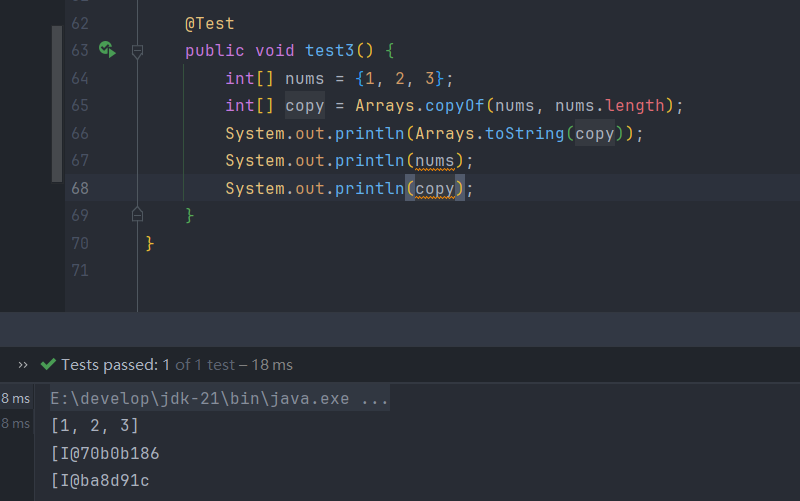 62 @Test
63 public void test3() {
64 int[] nums = {1, 2, 3};
65 int[] copy = Arrays.copyOf(nums, nums.length);
66 System.out.println(Arrays.toString(copy));
67 System.out.println(nums);
68 System.out.println(copy);
69 }
70 }
71
›› Tests passed: 1 of 1 test – 18 ms
8 ms E:\develop\jdk-21\bin\java.exe ...
8 ms [1, 2, 3]
[I@70b0b186
[I@ba8d91c